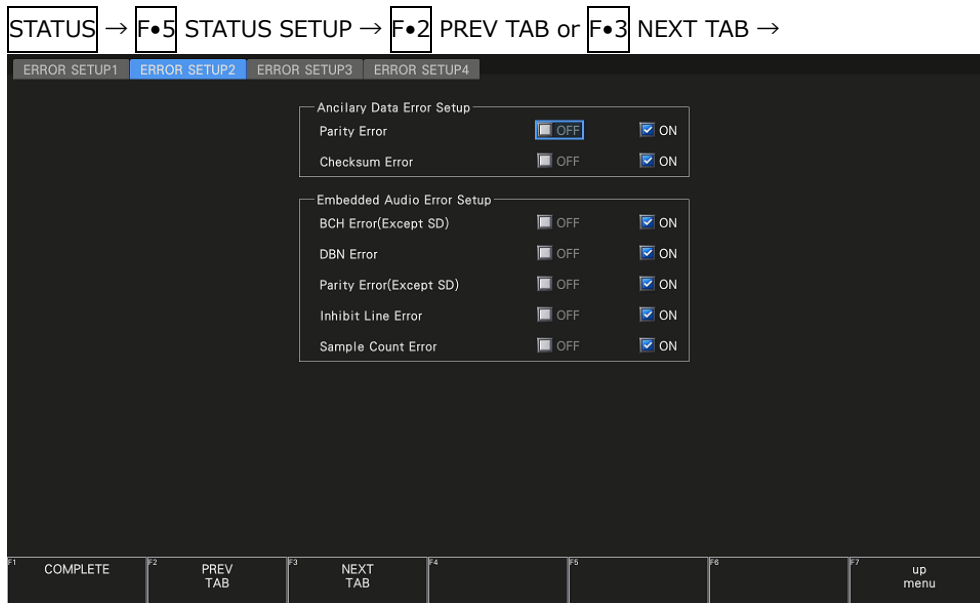 STATUS → F•5 STATUS SETUP → F•2 PREV TAB or F•3 NEXT TAB →
ERROR SETUP1 ERROR SETUP2 ERROR SETUP3 ERROR SETUP4
Ancilary Data Error Setup
Parity Error OFF ON
Checksum Error OFF ON
Embedded Audio Error Setup
BCH Error(Except SD) OFF ON
DBN Error OFF ON
Parity Error(Except SD) OFF ON
Inhibit Line Error OFF ON
Sample Count Error OFF ON
F1 COMPLETE F2 PREV TAB F3 NEXT TAB F4 F5 F6 F7 up menu